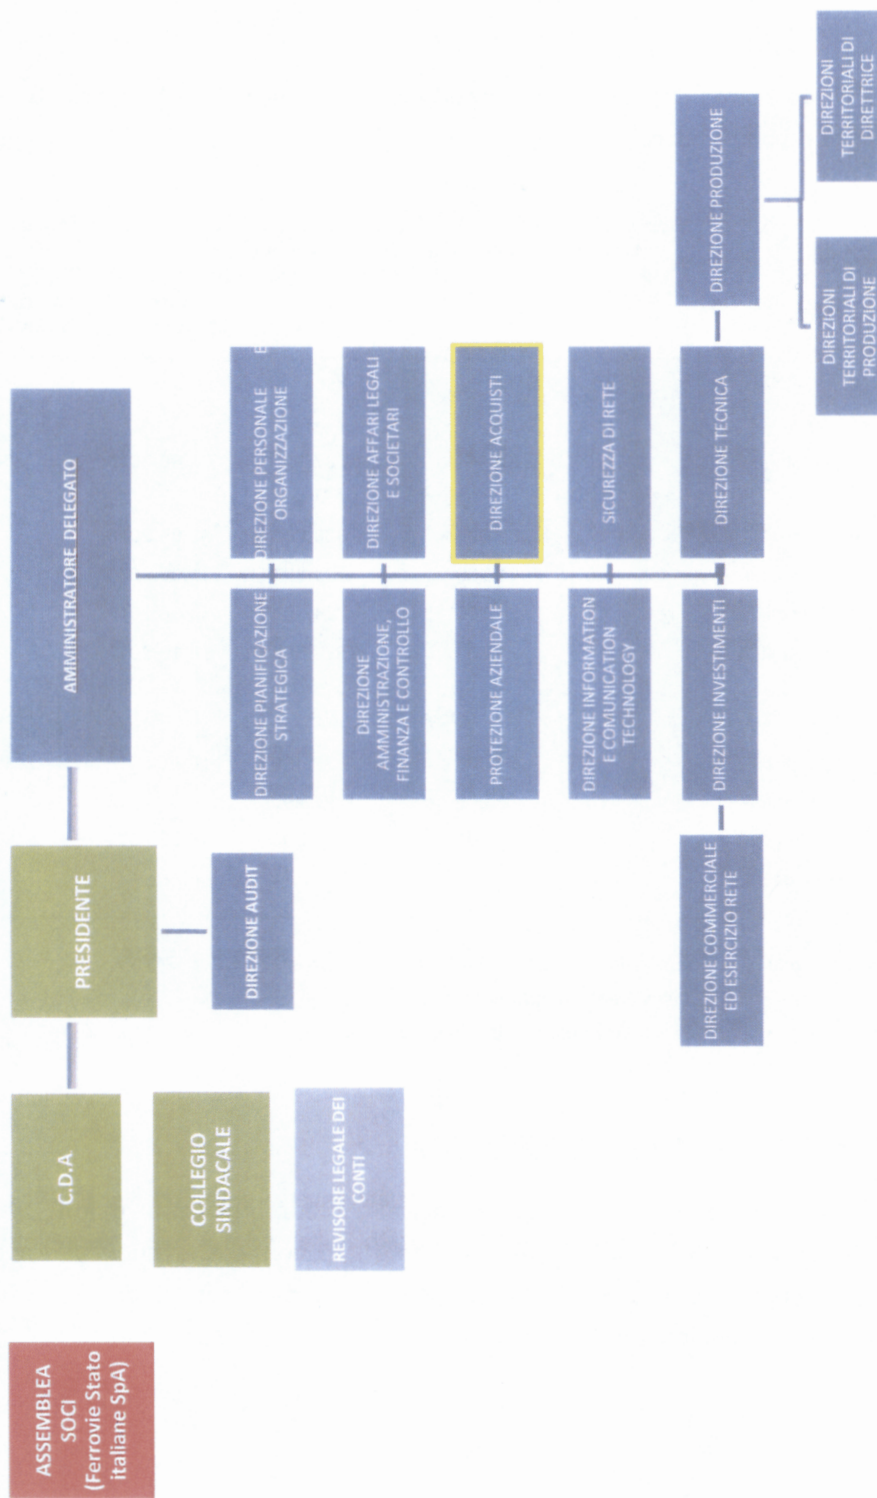 ASSEMBLEA
SOCI
(Ferrovie Stato
italiane SpA)
C.D.A.
COLLEGIO
SINDACALE
REVISORE LEGALE DEI
CONTI
PRESIDENTE
DIREZIONE AUDIT
AMMINISTRATORE DELEGATO
DIREZIONE PIANIFICAZIONE
STRATEGICA
DIREZIONE PERSONALE E
ORGANIZZAZIONE
DIREZIONE
AMMINISTRAZIONE,
FINANZA E CONTROLLO
DIREZIONE AFFARI LEGALI
E SOCIETARI
PROTEZIONE AZIENDALE
DIREZIONE ACQUISTI
DIREZIONE INFORMATION
E COMUNICATION
TECHNOLOGY
SICUREZZA DI RETE
DIREZIONE COMMERCIALE
ED ESERCIZIO RETE
DIREZIONE INVESTIMENTI
DIREZIONE TECNICA
DIREZIONE PRODUZIONE
DIREZIONI
TERRITORIALI DI
PRODUZIONE
DIREZIONI
TERRITORIALI DI
DIRETTRICE